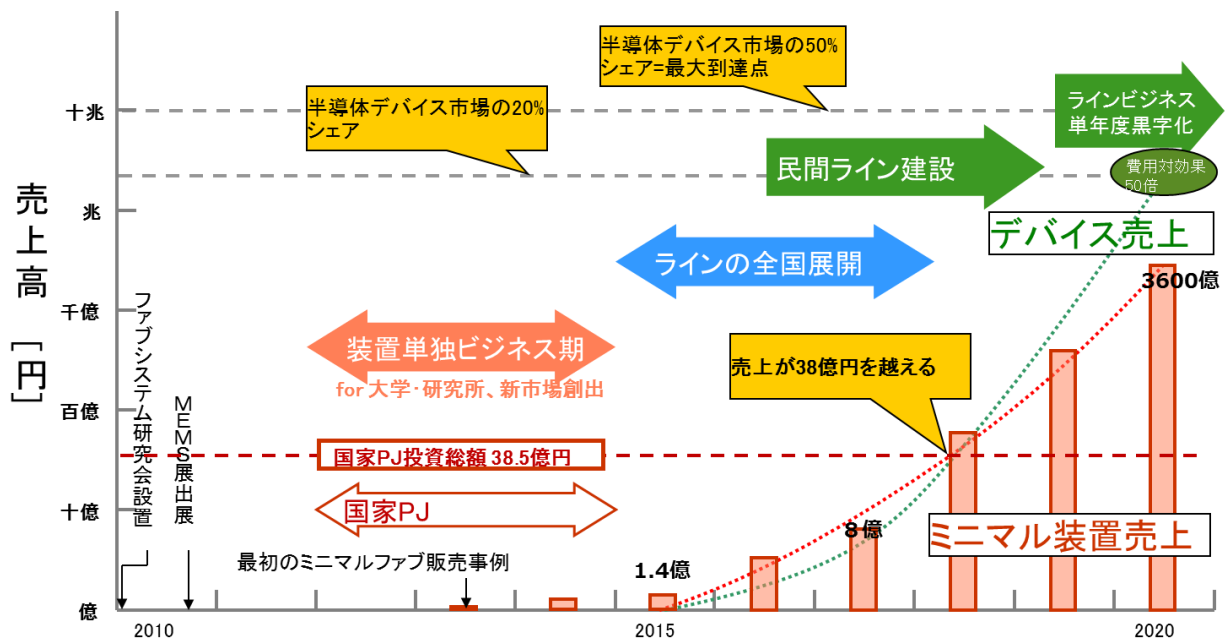 半導体デバイス市場の50%
シェア=最大到達点
半導体デバイス市場の20%
シェア
ラインビジネス
単年度黒字化
民間ライン建設
費用対効果
50倍
デバイス売上
ラインの全国展開
3600億
装置単独ビジネス期
for 大学・研究所、新市場創出
売上が38億円を越える
国家PJ投資総額 38.5億円
国家PJ
ミニマル装置売上
8億
1.4億
最初のミニマルファブ販売事例
ファブシステム研究会設置
MEMS展出展
売上高 [円]
十兆
兆
千億
百億
十億
億
2010
2015
2020